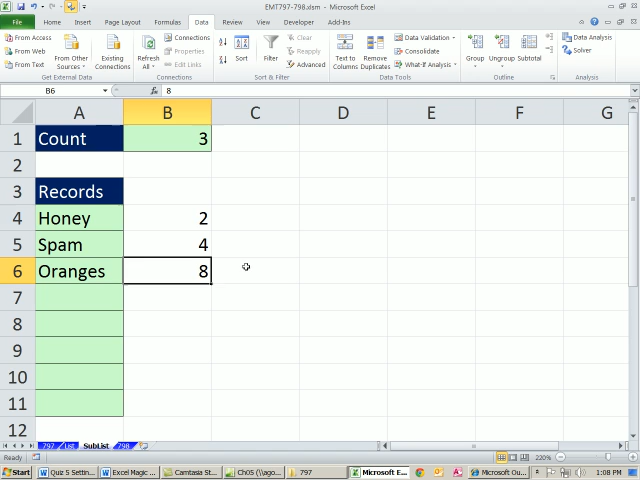 EMT797-798.xlsm - Microsoft Excel
File Home Insert Page Layout Formulas Data Review View Developer Add-Ins
From Access
From Web
From Text
From Other Sources
Existing Connections
Get External Data
Refresh All
Connections
Properties
Edit Links
Connections
Sort
Filter
Clear
Reapply
Advanced
Sort & Filter
Text to Columns
Remove Duplicates
Data Validation
Consolidate
What-If Analysis
Data Tools
Group
Ungroup
Subtotal
Outline
Data Analysis
Solver
Analysis
B6 fx 8
A B C D E F G
1 Count 3
2
3 Records
4 Honey 2
5 Spam 4
6 Oranges 8
7
8
9
10
11
12
797 List SubList 798
Ready 220%
Start Quiz 5 Settin... Excel Magic ... Camtasia St... Ch05 (\\ago... 797 Microsoft E... Microsoft Ou... 1:08 PM